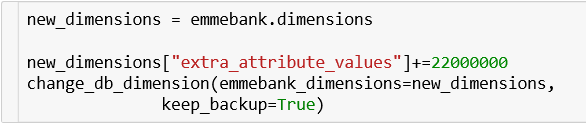 new_dimensions = emmebank.dimensions
new_dimensions["extra_attribute_values"]+=22000000
change_db_dimension(emmebank_dimensions=new_dimensions,
keep_backup=True)